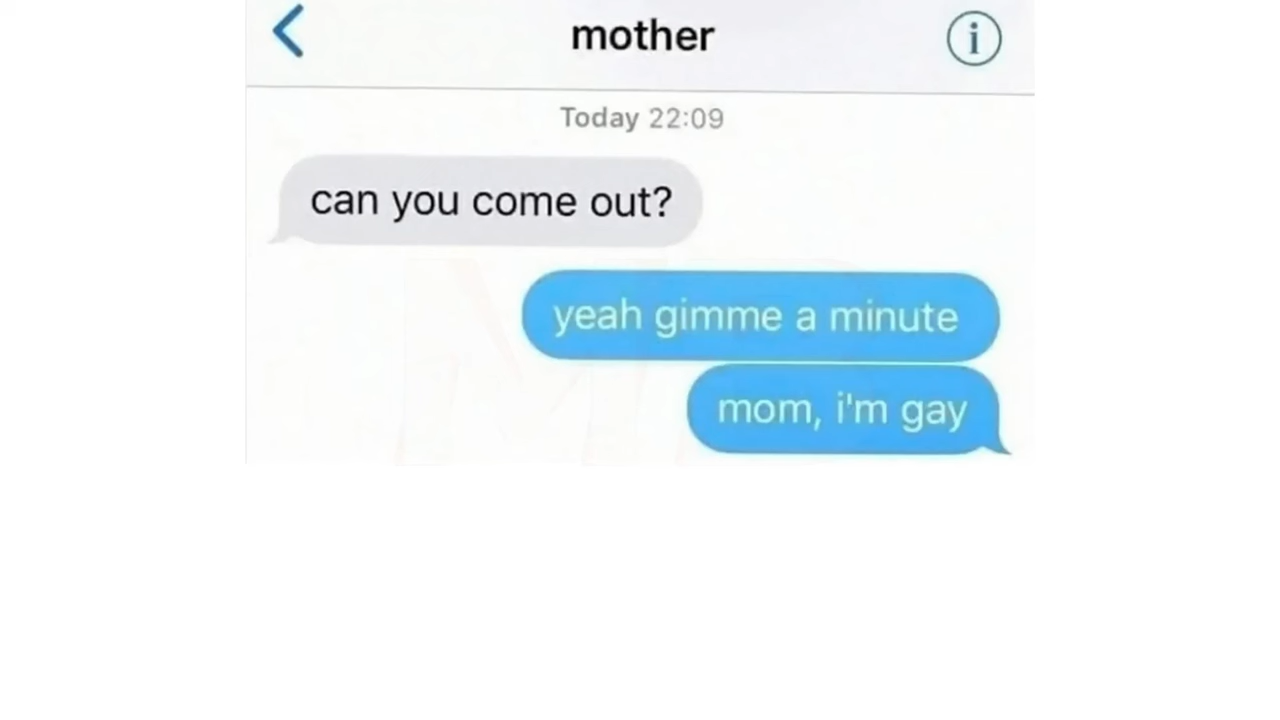 mother
Today 22:09
can you come out?
yeah gimme a minute
mom, i'm gay